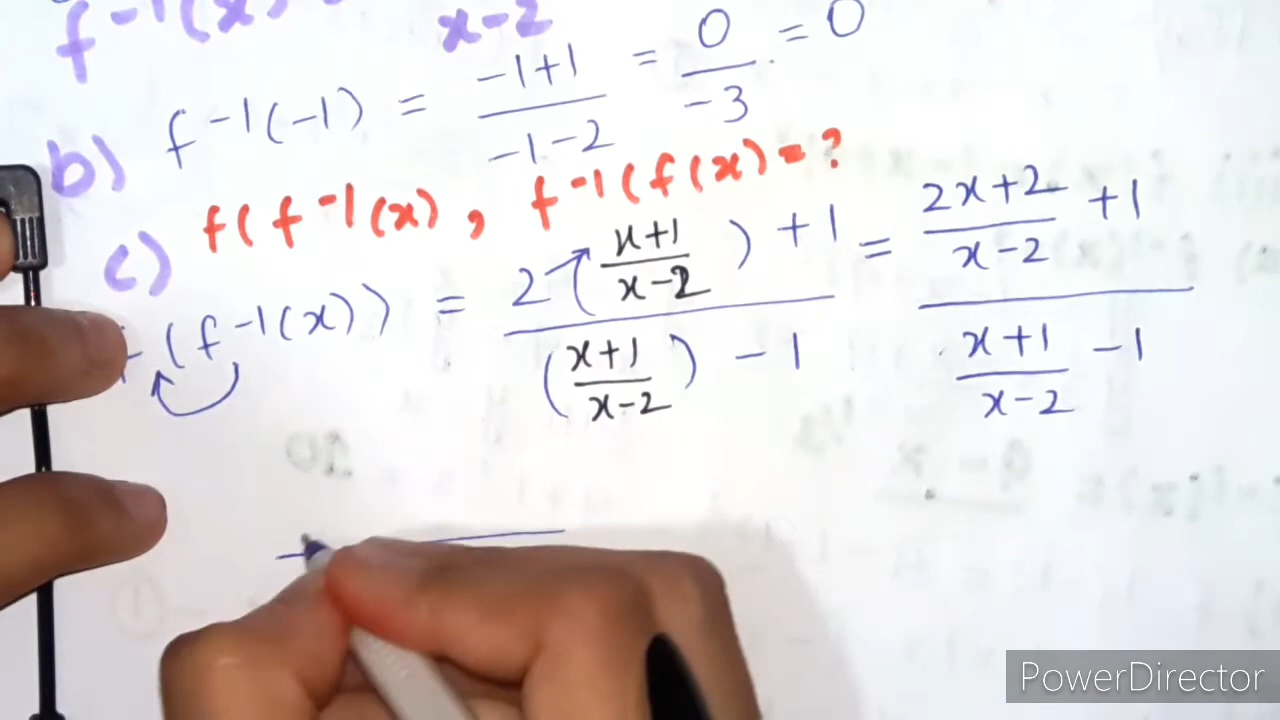 f-1(x)
x-2
b) f-1(-1) = -1+1 / -1-2 = 0 / -3 = 0
c) f(f-1(x), f-1(f(x) = ?
(f-1(x)) = 2(x+1 / x-2) + 1 / (x+1 / x-2) - 1 = 2x+2 / x-2 + 1 / x+1 / x-2 - 1
PowerDirector